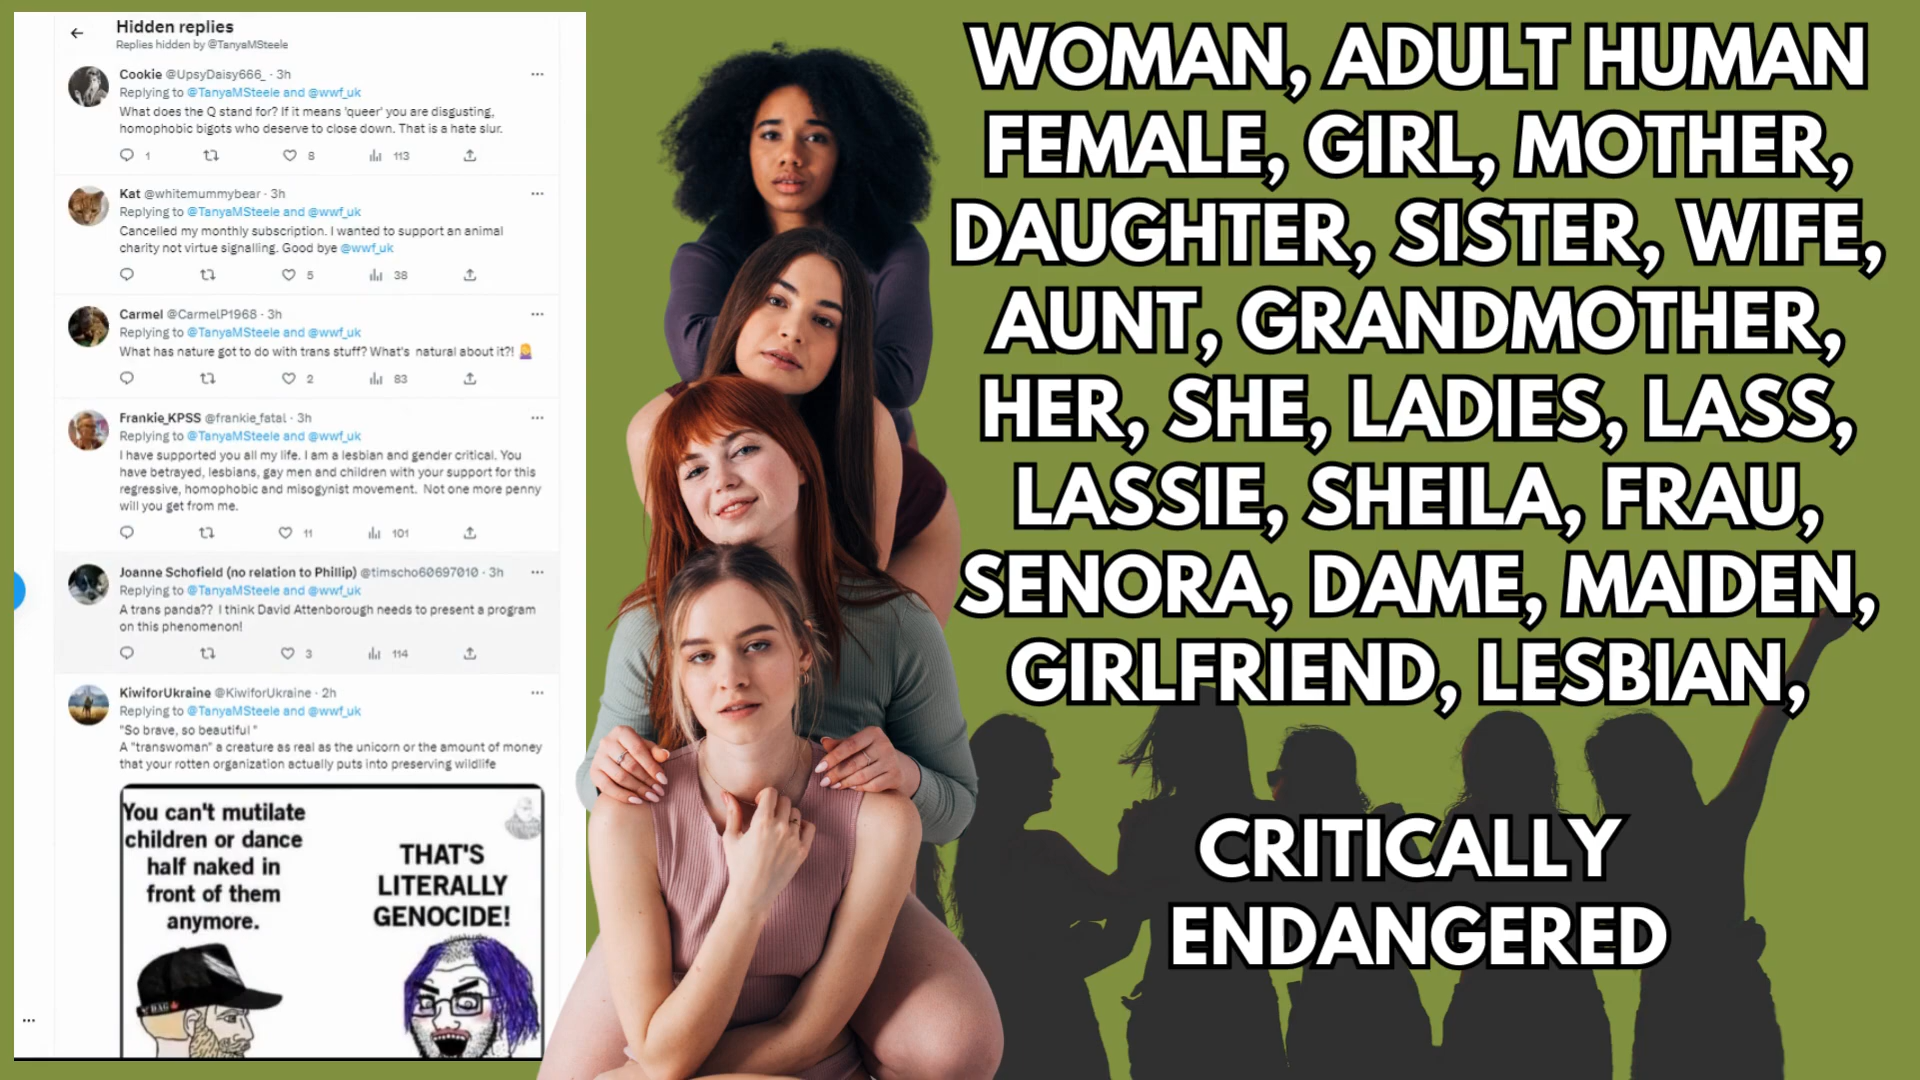 Hidden replies
Replies hidden by @TanyaMSteele
Cookie @UpsyDaisy666_ · 3h
Replying to @TanyaMSteele and @wwf_uk
What does the Q stand for? If it means 'queer' you are disgusting,
homophobic bigots who deserve to close down. That is a hate slur.
1 8 113
Kat @whitemummybear · 3h
Replying to @TanyaMSteele and @wwf_uk
Cancelled my monthly subscription. I wanted to support an animal
charity not virtue signalling. Good bye @wwf_uk
5 38
Carmel @CarmelP1968 · 3h
Replying to @TanyaMSteele and @wwf_uk
What has nature got to do with trans stuff? What's natural about it?!
2 83
Frankie_KPSS @frankie_fatal · 3h
Replying to @TanyaMSteele and @wwf_uk
I have supported you all my life. I am a lesbian and gender critical. You
have betrayed, lesbians, gay men and children with your support for this
regressive, homophobic and misogynist movement. Not one more penny
will you get from me.
11 101
Joanne Schofield (no relation to Phillip) @timscho60697010 · 3h
Replying to @TanyaMSteele and @wwf_uk
A trans panda?? I think David Attenborough needs to present a program
on this phenomenon!
3 114
KiwiforUkraine @KiwiforUkraine · 2h
Replying to @TanyaMSteele and @wwf_uk
"So brave, so beautiful "
A "transwoman" a creature as real as the unicorn or the amount of money
that your rotten organization actually puts into preserving wildlife
You can't mutilate
children or dance
half naked in
front of them
anymore.
THAT'S
LITERALLY
GENOCIDE!
WOMAN, ADULT HUMAN
FEMALE, GIRL, MOTHER,
DAUGHTER, SISTER, WIFE,
AUNT, GRANDMOTHER,
HER, SHE, LADIES, LASS,
LASSIE, SHEILA, FRAU,
SENORA, DAME, MAIDEN,
GIRLFRIEND, LESBIAN,
CRITICALLY
ENDANGERED